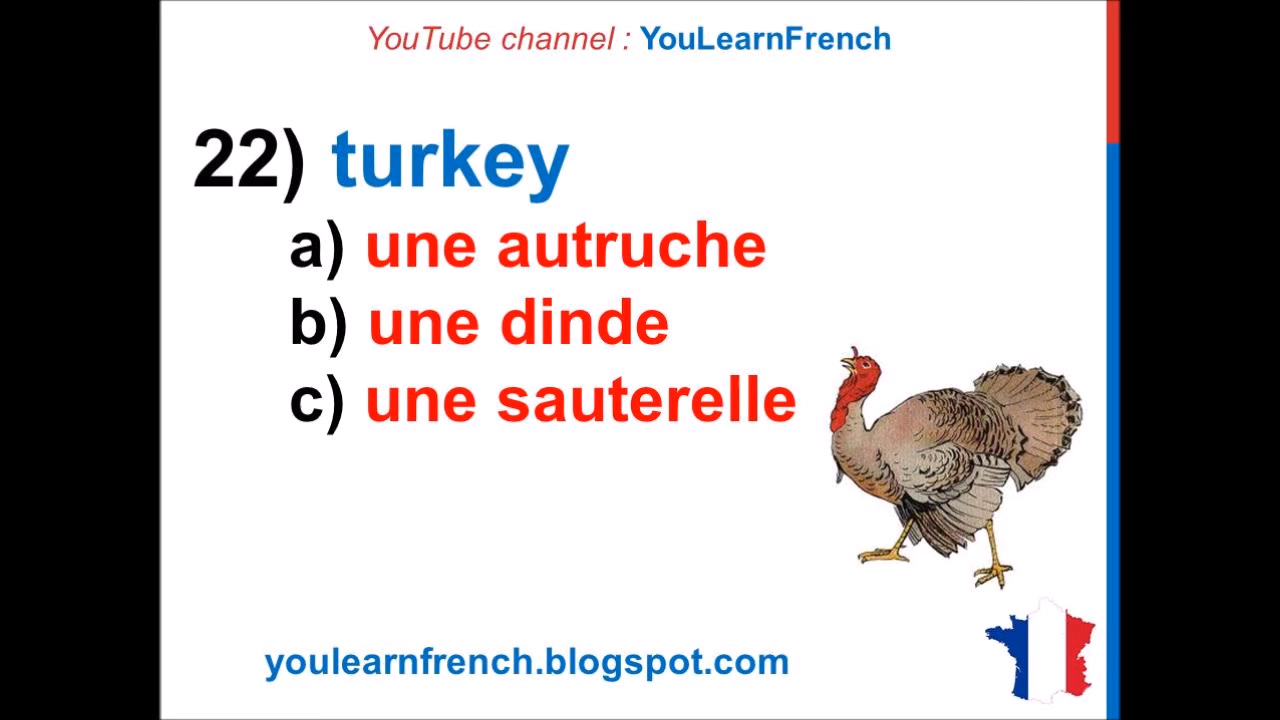 YouTube channel : YouLearnFrench
22) turkey
a) une autruche
b) une dinde
c) une sauterelle
youlearnfrench.blogspot.com